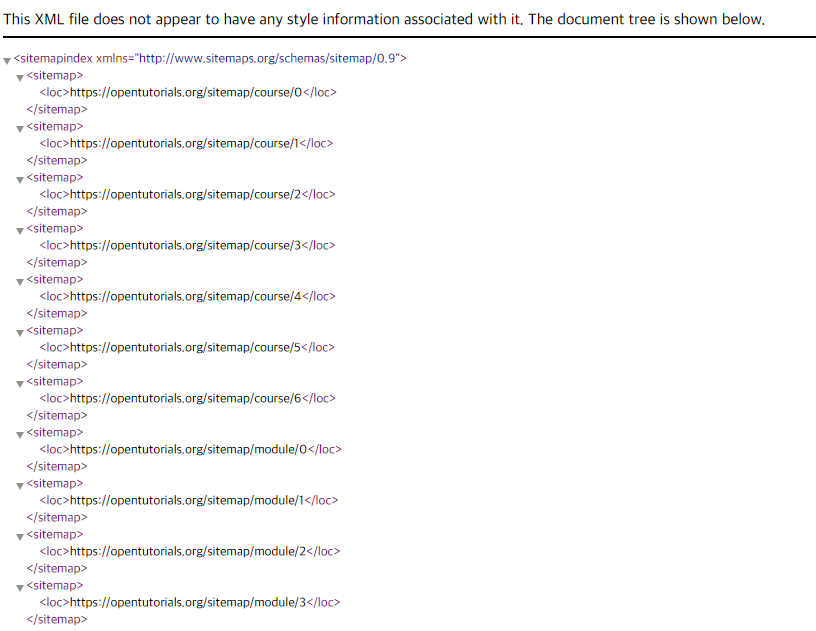 This XML file does not appear to have any style information associated with it. The document tree is shown below.
<sitemapindex xmlns="http://www.sitemaps.org/schemas/sitemap/0.9">
<sitemap>
<loc>https://opentutorials.org/sitemap/course/0</loc>
</sitemap>
<sitemap>
<loc>https://opentutorials.org/sitemap/course/1</loc>
</sitemap>
<sitemap>
<loc>https://opentutorials.org/sitemap/course/2</loc>
</sitemap>
<sitemap>
<loc>https://opentutorials.org/sitemap/course/3</loc>
</sitemap>
<sitemap>
<loc>https://opentutorials.org/sitemap/course/4</loc>
</sitemap>
<sitemap>
<loc>https://opentutorials.org/sitemap/course/5</loc>
</sitemap>
<sitemap>
<loc>https://opentutorials.org/sitemap/course/6</loc>
</sitemap>
<sitemap>
<loc>https://opentutorials.org/sitemap/module/0</loc>
</sitemap>
<sitemap>
<loc>https://opentutorials.org/sitemap/module/1</loc>
</sitemap>
<sitemap>
<loc>https://opentutorials.org/sitemap/module/2</loc>
</sitemap>
<sitemap>
<loc>https://opentutorials.org/sitemap/module/3</loc>
</sitemap>